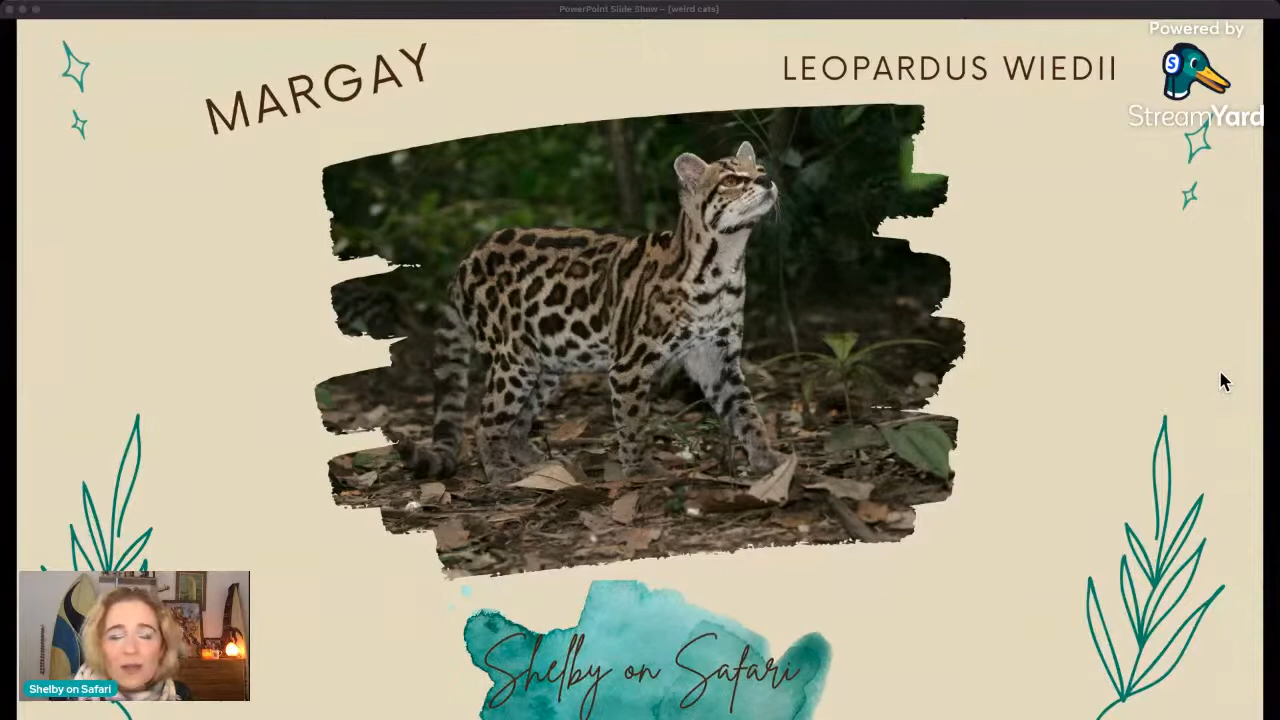 PowerPoint Slide Show – [weird cats]
Powered by
StreamYard
MARGAY
LEOPARDUS WIEDII
S
Shelby on Safari
Shelby on Safari